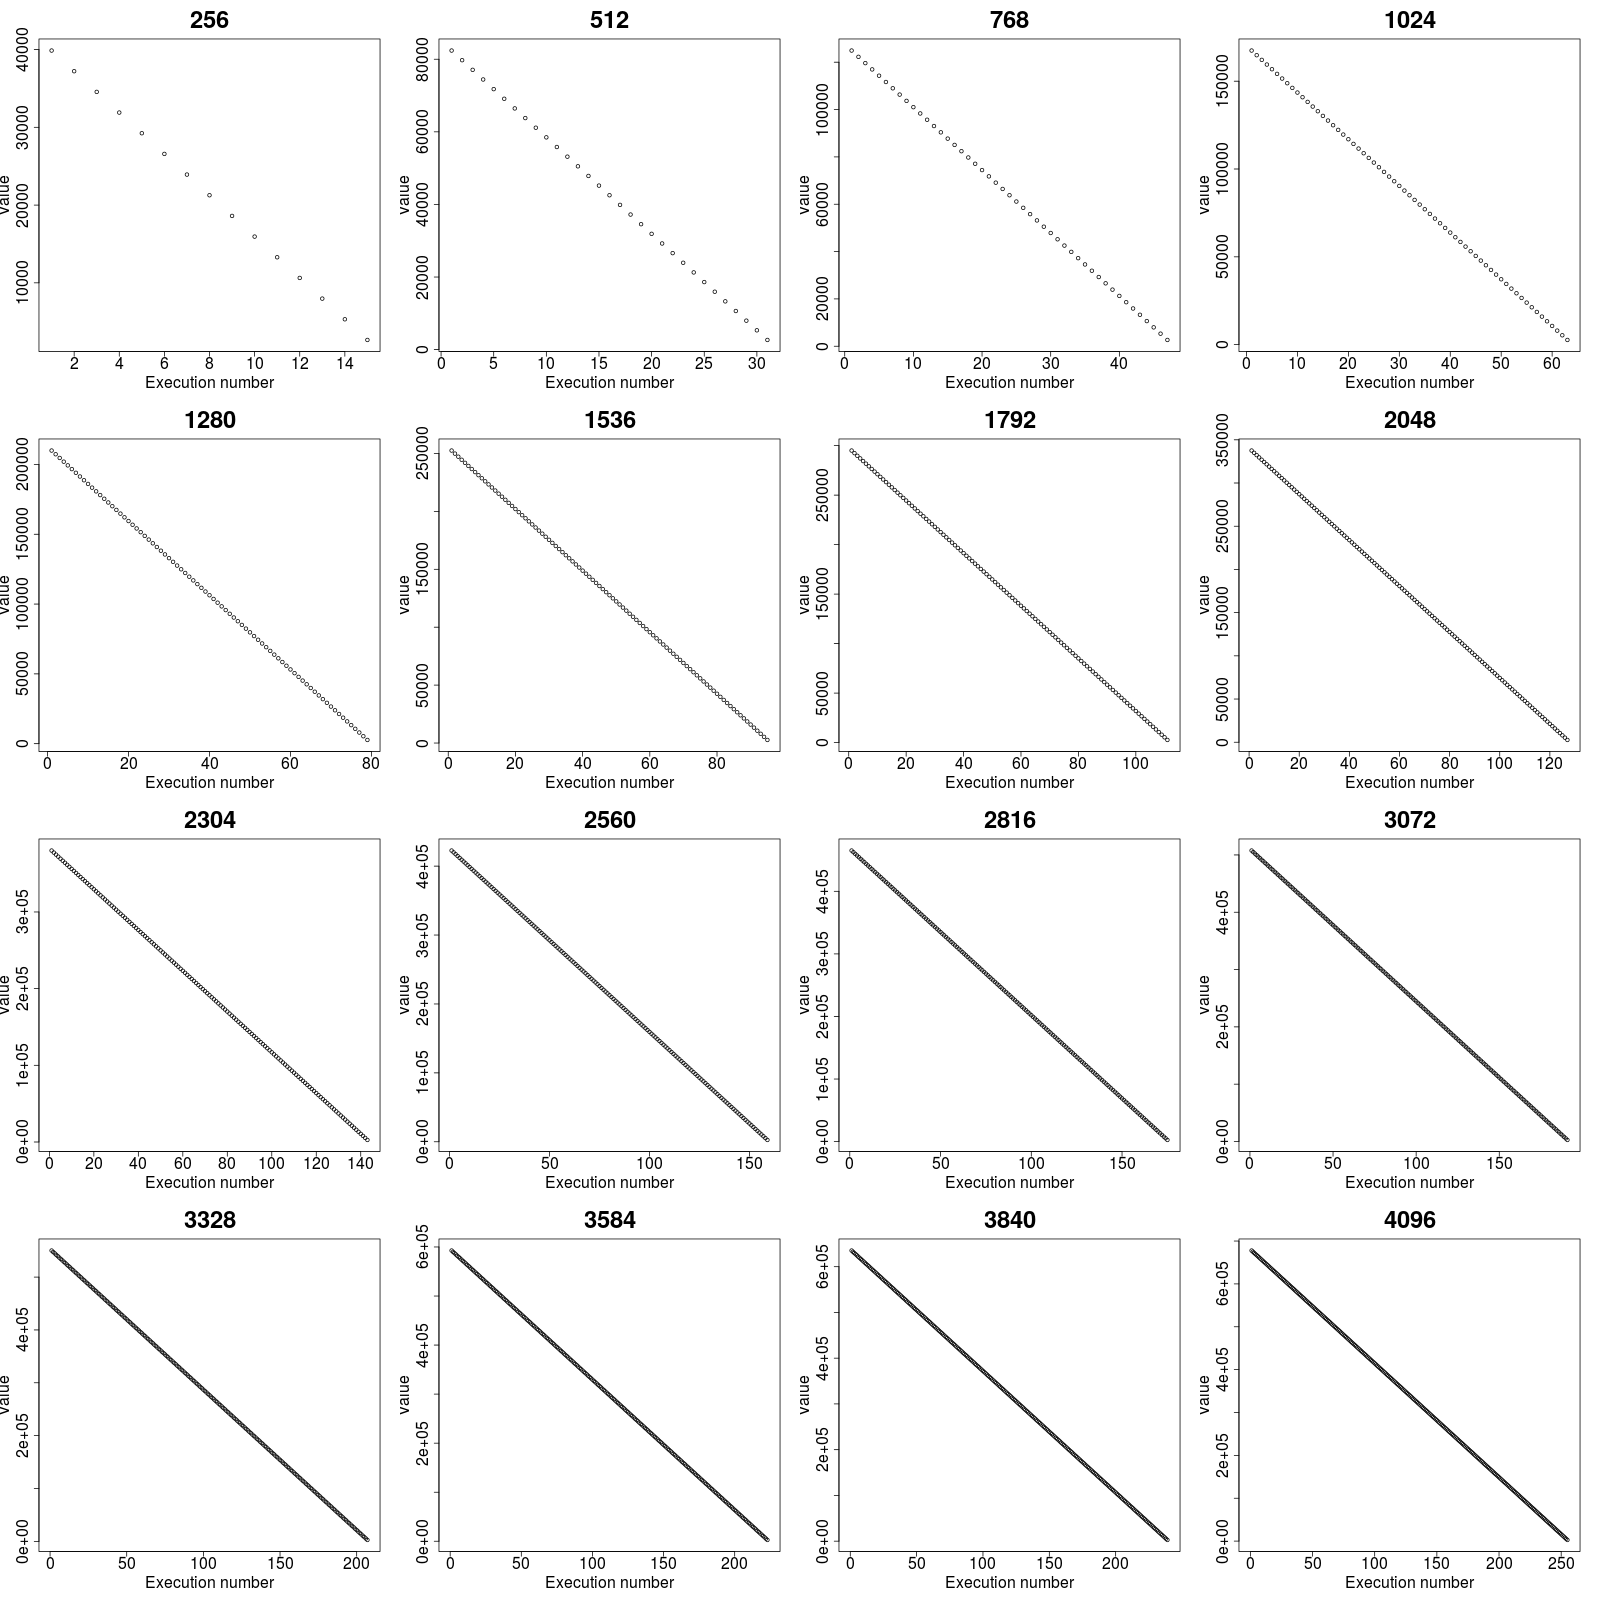 256
40000
30000
20000
10000
value
2 4 6 8 10 12 14
Execution number
512
80000
60000
40000
20000
0
value
0 5 10 15 20 25 30
Execution number
768
100000
60000
20000
0
value
0 10 20 30 40
Execution number
1024
150000
100000
50000
0
value
0 10 20 30 40 50 60
Execution number
1280
200000
150000
100000
50000
0
value
0 20 40 60 80
Execution number
1536
250000
150000
50000
0
value
0 20 40 60 80
Execution number
1792
250000
150000
50000
0
value
0 20 40 60 80 100
Execution number
2048
350000
250000
150000
50000
0
value
0 20 40 60 80 100 120
Execution number
2304
3e+05
2e+05
1e+05
0e+00
value
0 20 40 60 80 100 120 140
Execution number
2560
4e+05
3e+05
2e+05
1e+05
0e+00
value
0 50 100 150
Execution number
2816
4e+05
3e+05
2e+05
1e+05
0e+00
value
0 50 100 150
Execution number
3072
4e+05
2e+05
0e+00
value
0 50 100 150
Execution number
3328
4e+05
2e+05
0e+00
value
0 50 100 150 200
Execution number
3584
6e+05
4e+05
2e+05
0e+00
value
0 50 100 150 200
Execution number
3840
6e+05
4e+05
2e+05
0e+00
value
0 50 100 150 200
Execution number
4096
6e+05
4e+05
2e+05
0e+00
value
0 50 100 150 200 250
Execution number